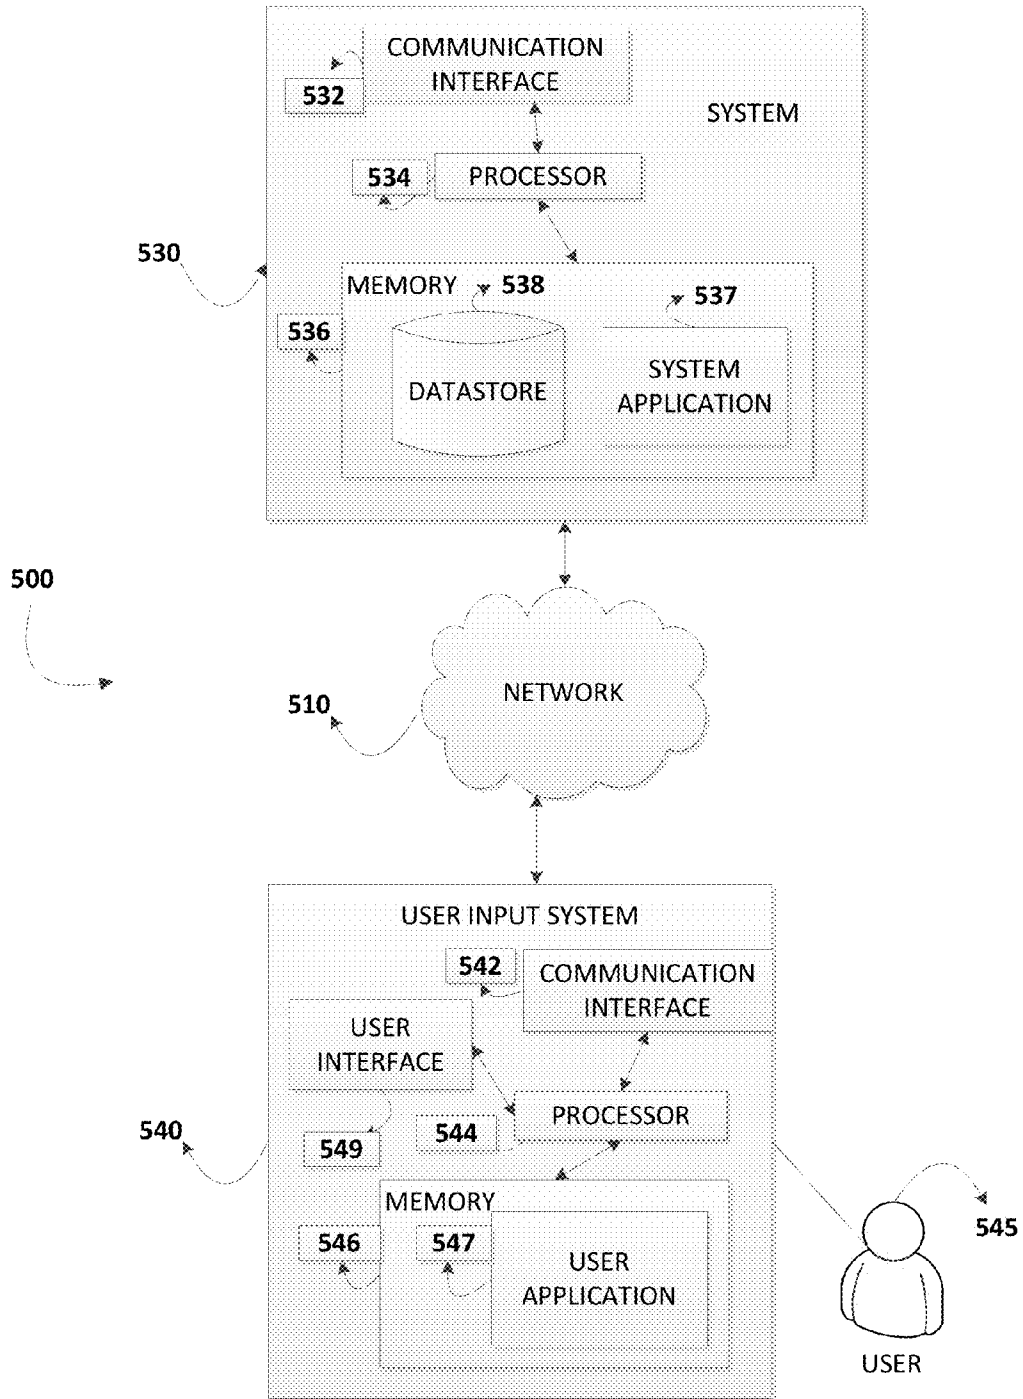 COMMUNICATION
INTERFACE
532
SYSTEM
534
PROCESSOR
530
MEMORY
538
537
536
DATASTORE
SYSTEM
APPLICATION
500
510
NETWORK
USER INPUT SYSTEM
542
COMMUNICATION
INTERFACE
USER
INTERFACE
540
549
544
PROCESSOR
MEMORY
546
547
USER
APPLICATION
545
USER